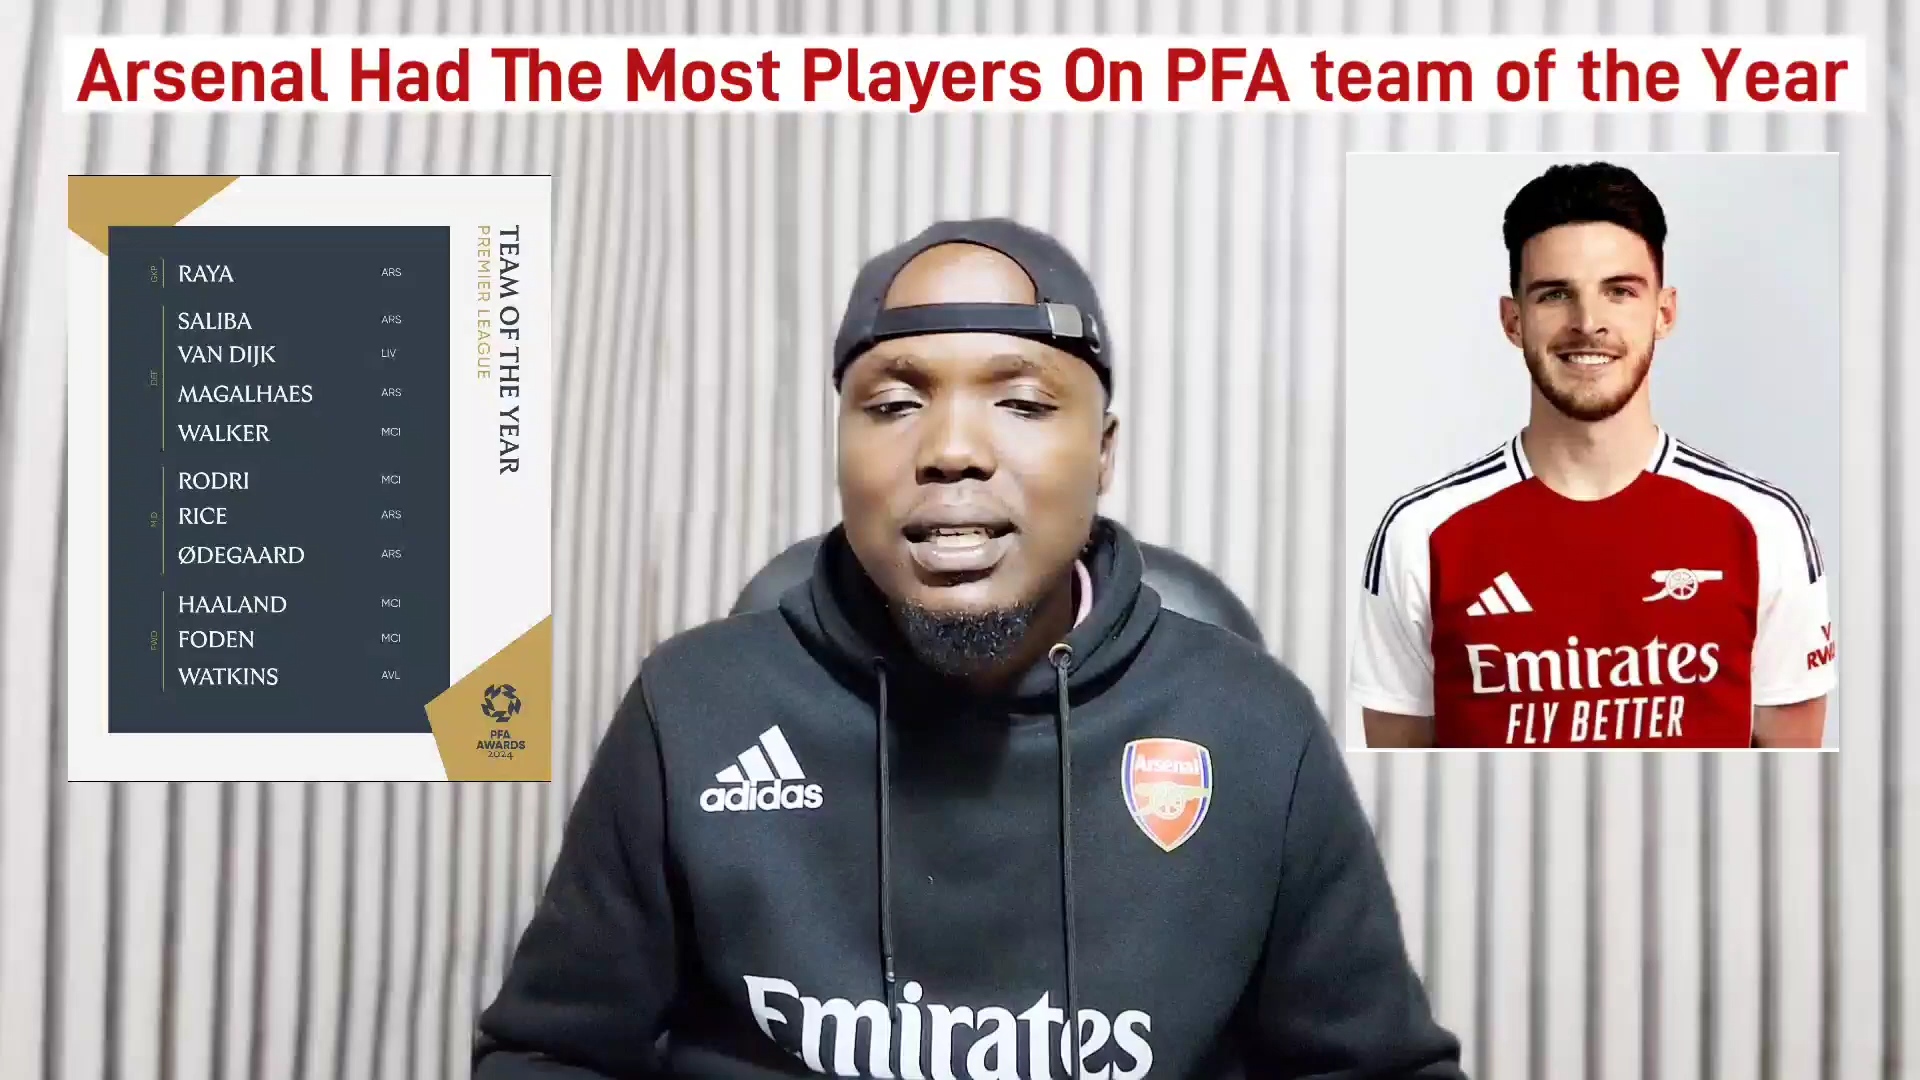 Arsenal Had The Most Players On PFA team of the Year
TEAM OF THE YEAR
PREMIER LEAGUE
GKP
RAYA ARS
DEF
SALIBA ARS
VAN DIJK LIV
MAGALHAES ARS
WALKER MCI
MID
RODRI MCI
RICE ARS
ØDEGAARD ARS
FWD
HAALAND MCI
FODEN MCI
WATKINS AVL
PFA
AWARDS
2024
adidas
Arsenal
Emirates
Emirates
FLY BETTER